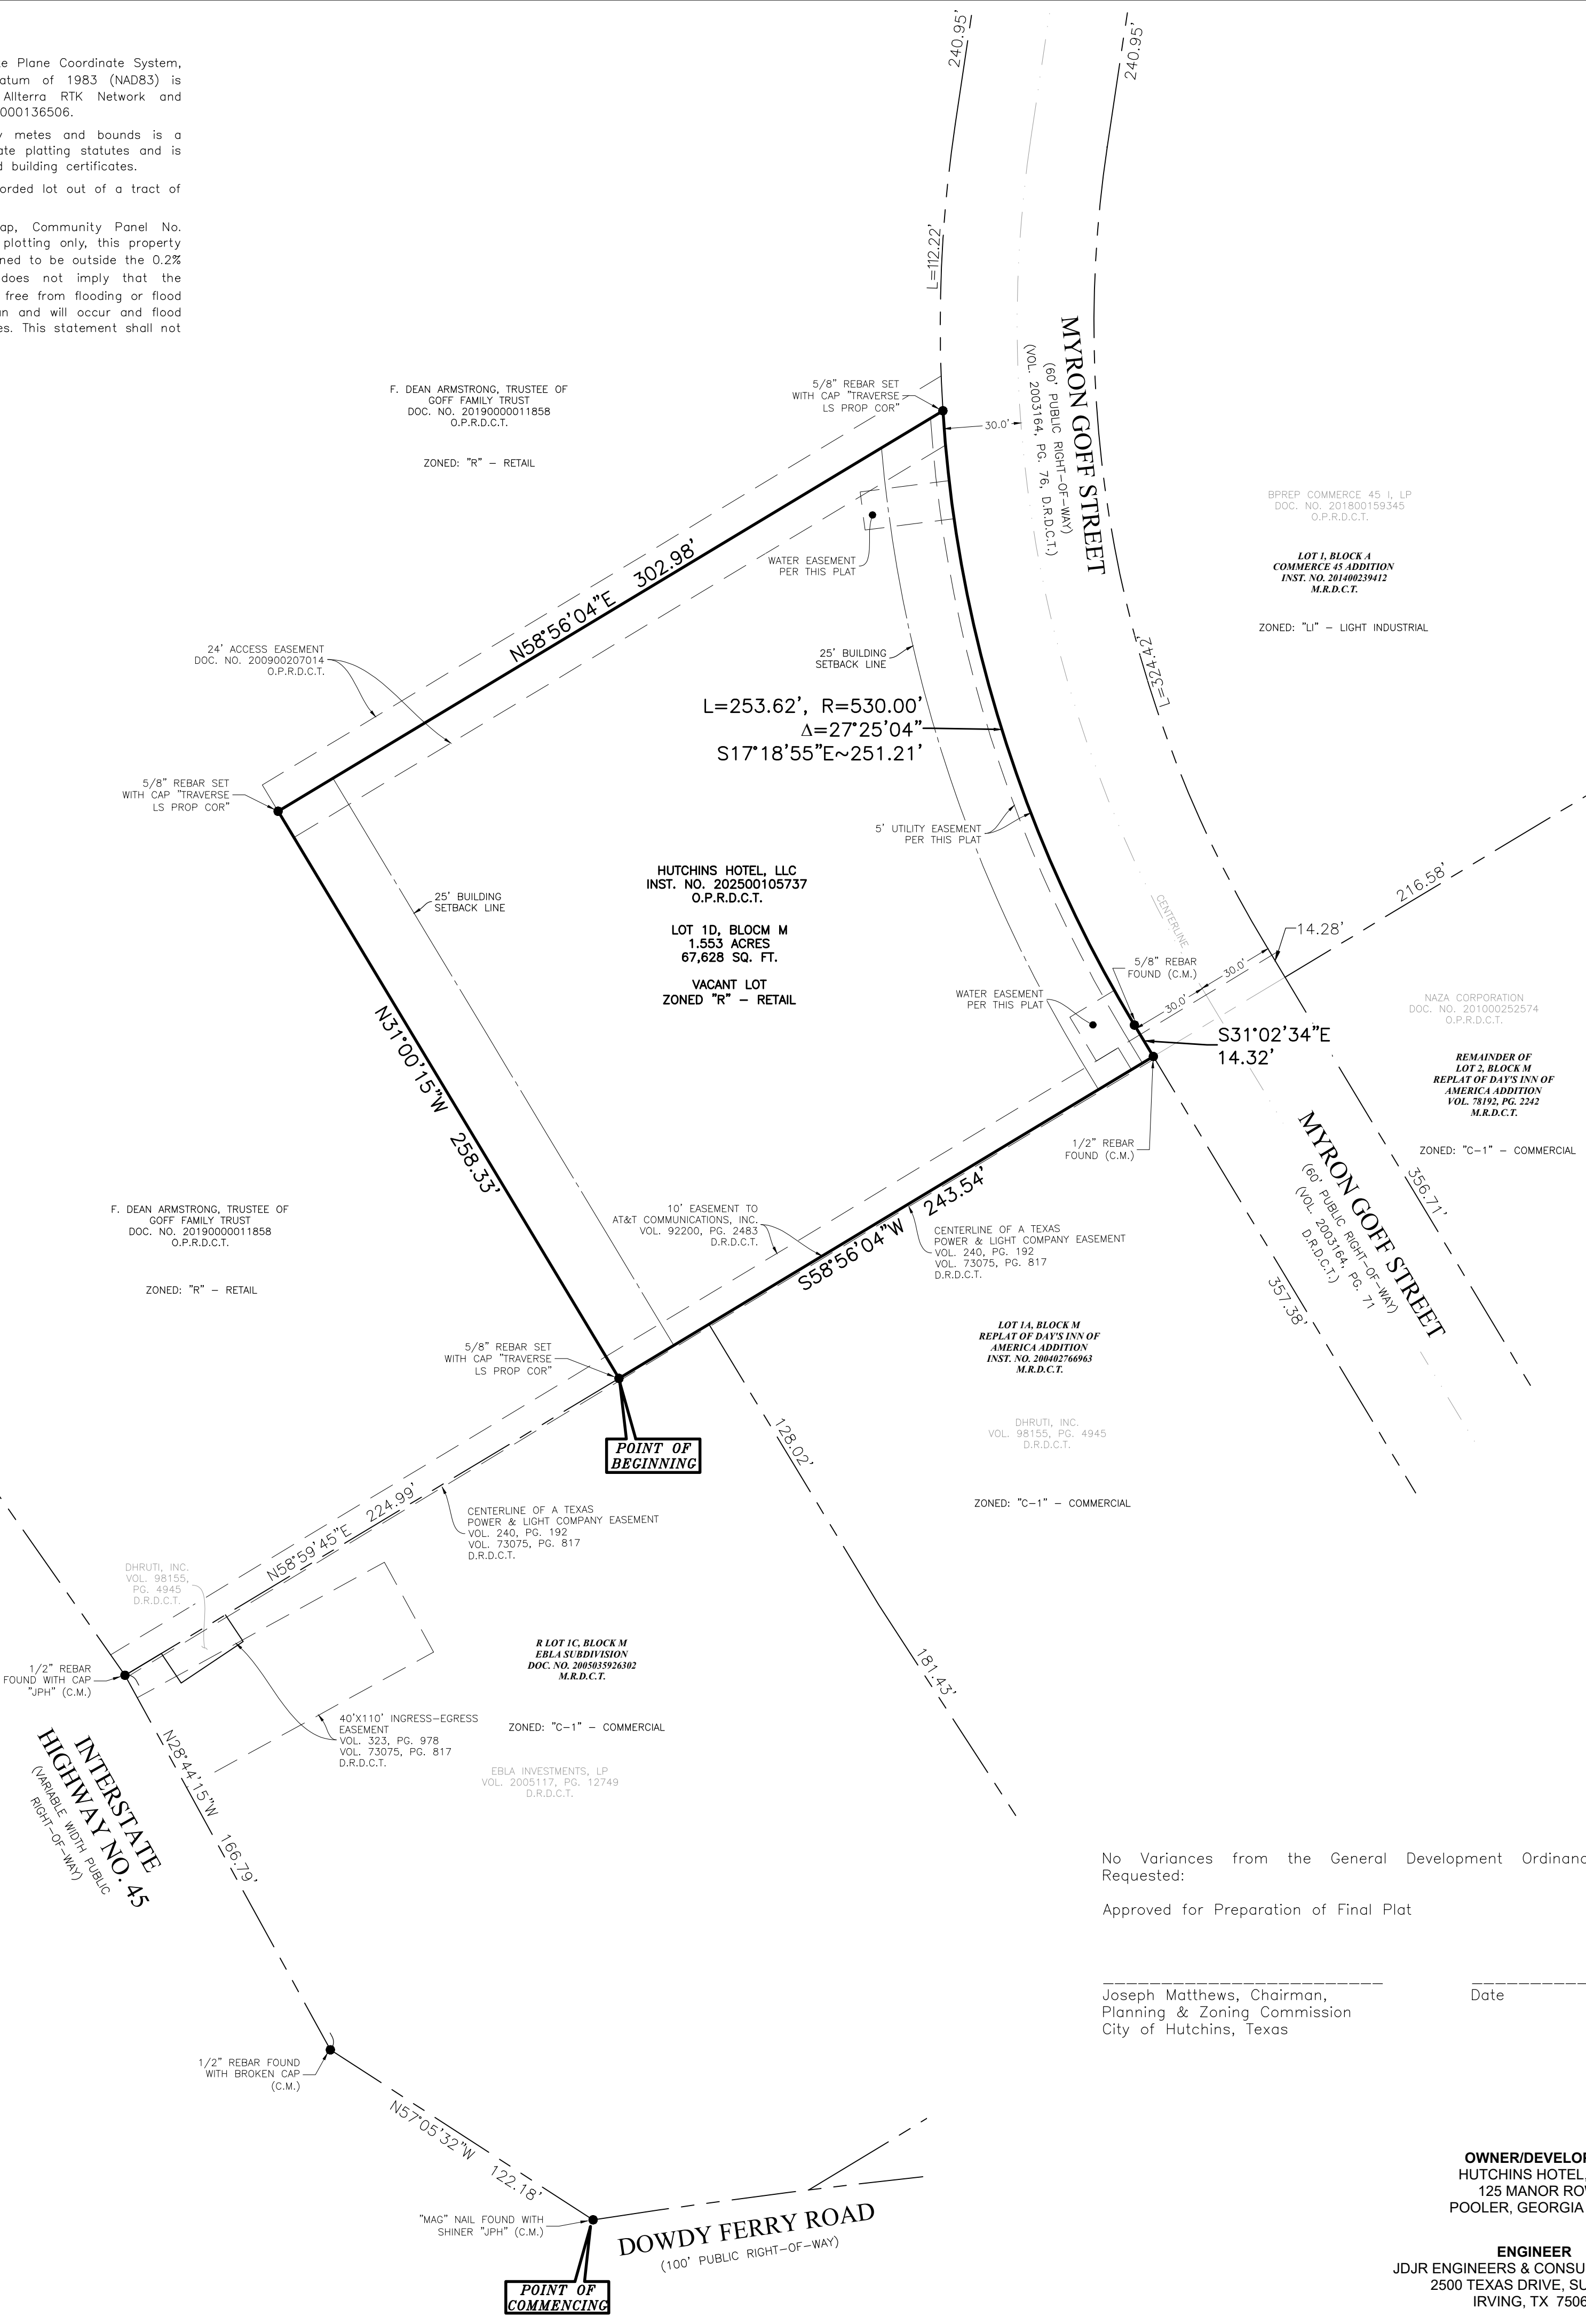 e Plane Coordinate System,
atum of 1983 (NAD83) is
Allterra RTK Network and
000136506.
y metes and bounds is a
ate platting statutes and is
d building certificates.
orded lot out of a tract of
ap, Community Panel No.
plotting only, this property
ned to be outside the 0.2%
does not imply that the
free from flooding or flood
an and will occur and flood
es. This statement shall not
240.95'
240.95'
L=112.22'
F. DEAN ARMSTRONG, TRUSTEE OF
GOFF FAMILY TRUST
DOC. NO. 20190000011858
O.P.R.D.C.T.
ZONED: "R" – RETAIL
5/8" REBAR SET
WITH CAP "TRAVERSE
LS PROP COR"
30.0'
MYRON GOFF STREET
(60' PUBLIC RIGHT-OF-WAY)
(VOL. 2003164, PG. 76, D.R.D.C.T.)
BPREP COMMERCE 45 I, LP
DOC. NO. 201800159345
O.P.R.D.C.T.
LOT 1, BLOCK A
COMMERCE 45 ADDITION
INST. NO. 201400239412
M.R.D.C.T.
ZONED: "LI" – LIGHT INDUSTRIAL
WATER EASEMENT
PER THIS PLAT
N58°56'04"E 302.98'
24' ACCESS EASEMENT
DOC. NO. 200900207014
O.P.R.D.C.T.
25' BUILDING
SETBACK LINE
L=324.42'
L=253.62', R=530.00'
Δ=27°25'04"
S17°18'55"E~251.21'
5/8" REBAR SET
WITH CAP "TRAVERSE
LS PROP COR"
5' UTILITY EASEMENT
PER THIS PLAT
25' BUILDING
SETBACK LINE
HUTCHINS HOTEL, LLC
INST. NO. 202500105737
O.P.R.D.C.T.
LOT 1D, BLOCM M
1.553 ACRES
67,628 SQ. FT.
VACANT LOT
ZONED "R" – RETAIL
216.58'
CENTERLINE
14.28'
5/8" REBAR
FOUND (C.M.)
30.0'
30.0'
WATER EASEMENT
PER THIS PLAT
S31°02'34"E
14.32'
NAZA CORPORATION
DOC. NO. 201000252574
O.P.R.D.C.T.
REMAINDER OF
LOT 2, BLOCK M
REPLAT OF DAY'S INN OF
AMERICA ADDITION
VOL. 78192, PG. 2242
M.R.D.C.T.
ZONED: "C-1" – COMMERCIAL
N31°00'15"W 258.33'
1/2" REBAR
FOUND (C.M.)
MYRON GOFF STREET
(60' PUBLIC RIGHT-OF-WAY)
(VOL. 2003164, PG. 71
D.R.D.C.T.)
356.71'
357.38'
F. DEAN ARMSTRONG, TRUSTEE OF
GOFF FAMILY TRUST
DOC. NO. 20190000011858
O.P.R.D.C.T.
ZONED: "R" – RETAIL
10' EASEMENT TO
AT&T COMMUNICATIONS, INC.
VOL. 92200, PG. 2483
D.R.D.C.T.
S58°56'04"W 243.54'
CENTERLINE OF A TEXAS
POWER & LIGHT COMPANY EASEMENT
VOL. 240, PG. 192
VOL. 73075, PG. 817
D.R.D.C.T.
LOT 1A, BLOCK M
REPLAT OF DAY'S INN OF
AMERICA ADDITION
INST. NO. 200402766963
M.R.D.C.T.
5/8" REBAR SET
WITH CAP "TRAVERSE
LS PROP COR"
POINT OF
BEGINNING
128.02'
DHRUTI, INC.
VOL. 98155, PG. 4945
D.R.D.C.T.
ZONED: "C-1" – COMMERCIAL
N58°59'45"E 224.99'
CENTERLINE OF A TEXAS
POWER & LIGHT COMPANY EASEMENT
VOL. 240, PG. 192
VOL. 73075, PG. 817
D.R.D.C.T.
DHRUTI, INC.
VOL. 98155,
PG. 4945
D.R.D.C.T.
R LOT 1C, BLOCK M
EBLA SUBDIVISION
DOC. NO. 2005035926302
M.R.D.C.T.
181.43'
1/2" REBAR
FOUND WITH CAP
"JPH" (C.M.)
40'X110' INGRESS-EGRESS
EASEMENT
VOL. 323, PG. 978
VOL. 73075, PG. 817
D.R.D.C.T.
ZONED: "C-1" – COMMERCIAL
EBLA INVESTMENTS, LP
VOL. 2005117, PG. 12749
D.R.D.C.T.
INTERSTATE
HIGHWAY NO. 45
(VARIABLE WIDTH PUBLIC
RIGHT-OF-WAY)
N28°44'15"W 166.79'
No Variances from the General Development Ordinanc
Requested:
Approved for Preparation of Final Plat
Joseph Matthews, Chairman,
Planning & Zoning Commission
City of Hutchins, Texas
Date
1/2" REBAR FOUND
WITH BROKEN CAP
(C.M.)
N57°05'32"W 122.18'
"MAG" NAIL FOUND WITH
SHINER "JPH" (C.M.)
DOWDY FERRY ROAD
(100' PUBLIC RIGHT-OF-WAY)
POINT OF
COMMENCING
OWNER/DEVELOP
HUTCHINS HOTEL,
125 MANOR ROW
POOLER, GEORGIA
ENGINEER
JDJR ENGINEERS & CONSU
2500 TEXAS DRIVE, SU
IRVING, TX 7506